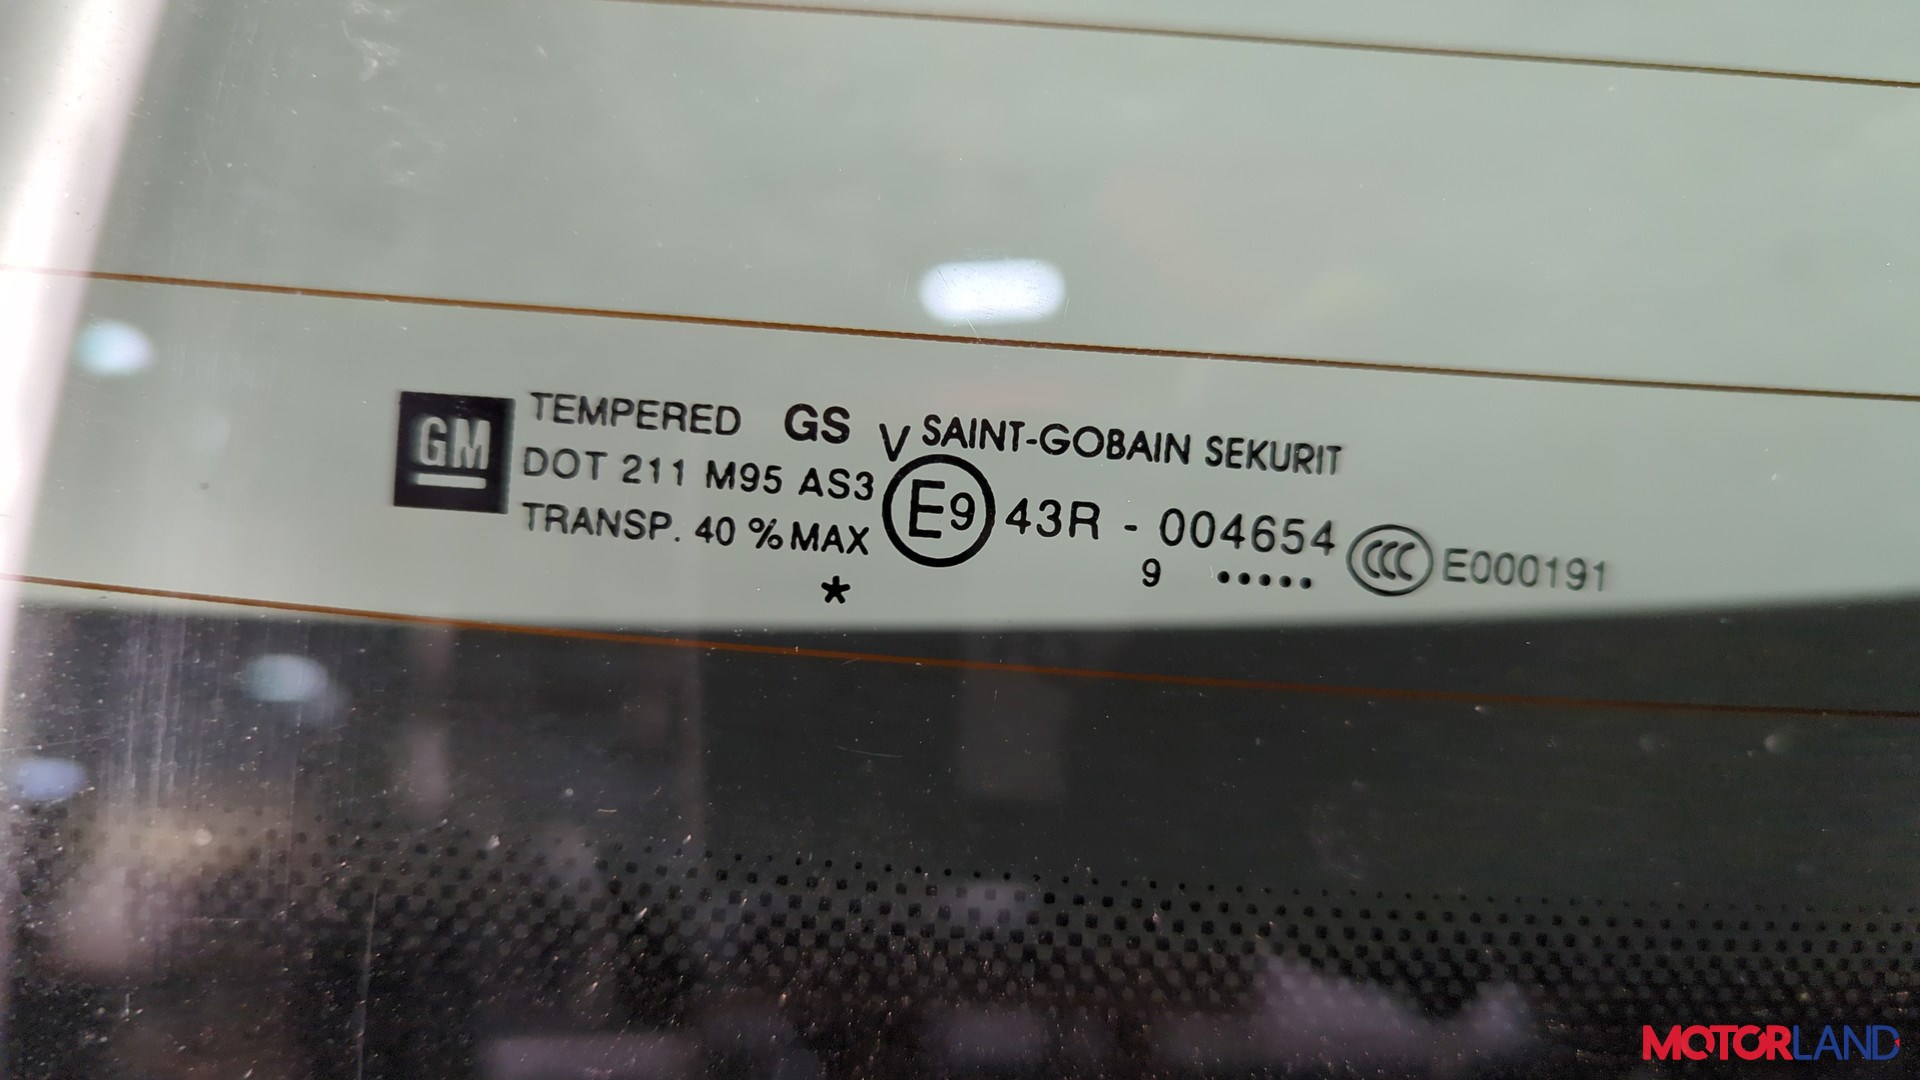 GM
TEMPERED GS V SAINT-GOBAIN SEKURIT
DOT 211 M95 AS3 E9 43R - 004654 CCC E000191
TRANSP. 40 % MAX
* 9 •••••
MOTORLAND